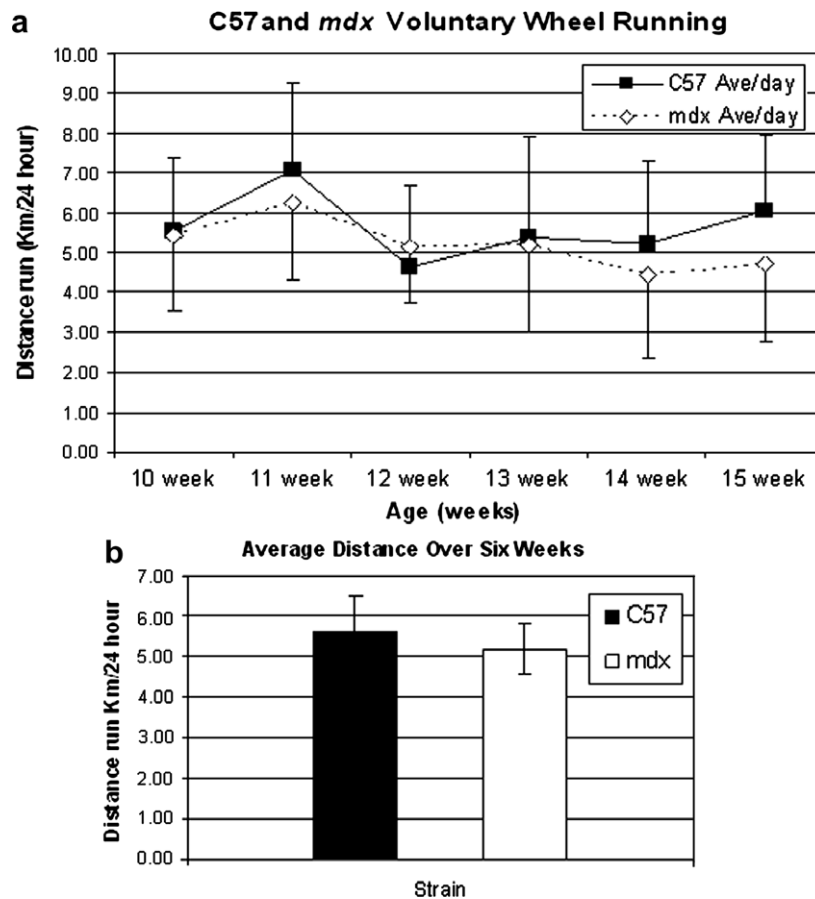 a
C57 and mdx Voluntary Wheel Running
10.00
9.00
8.00
7.00
6.00
5.00
4.00
3.00
2.00
1.00
0.00
Distance run (Km/24 hour)
C57 Ave/day
mdx Ave/day
10 week 11 week 12 week 13 week 14 week 15 week
Age (weeks)
b
Average Distance Over Six Weeks
7.00
6.00
5.00
4.00
3.00
2.00
1.00
0.00
Distance run Km/24 hour
C57
mdx
Strain